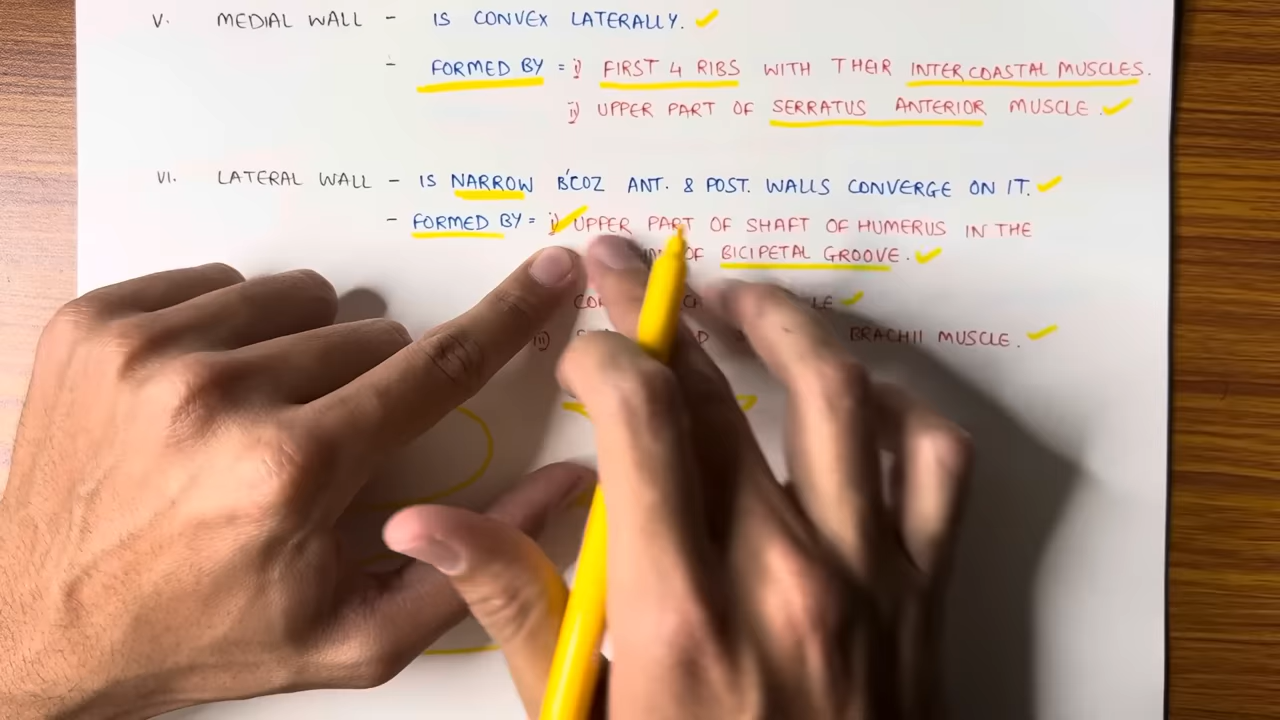 V. MEDIAL WALL - IS CONVEX LATERALLY.
- FORMED BY = i) FIRST 4 RIBS WITH THEIR INTERCOASTAL MUSCLES.
ii) UPPER PART OF SERRATUS ANTERIOR MUSCLE.
VI. LATERAL WALL - IS NARROW B'COZ ANT. & POST. WALLS CONVERGE ON IT.
- FORMED BY = i) UPPER PART OF SHAFT OF HUMERUS IN THE
OF BICIPETAL GROOVE.
iii) BRACHII MUSCLE.